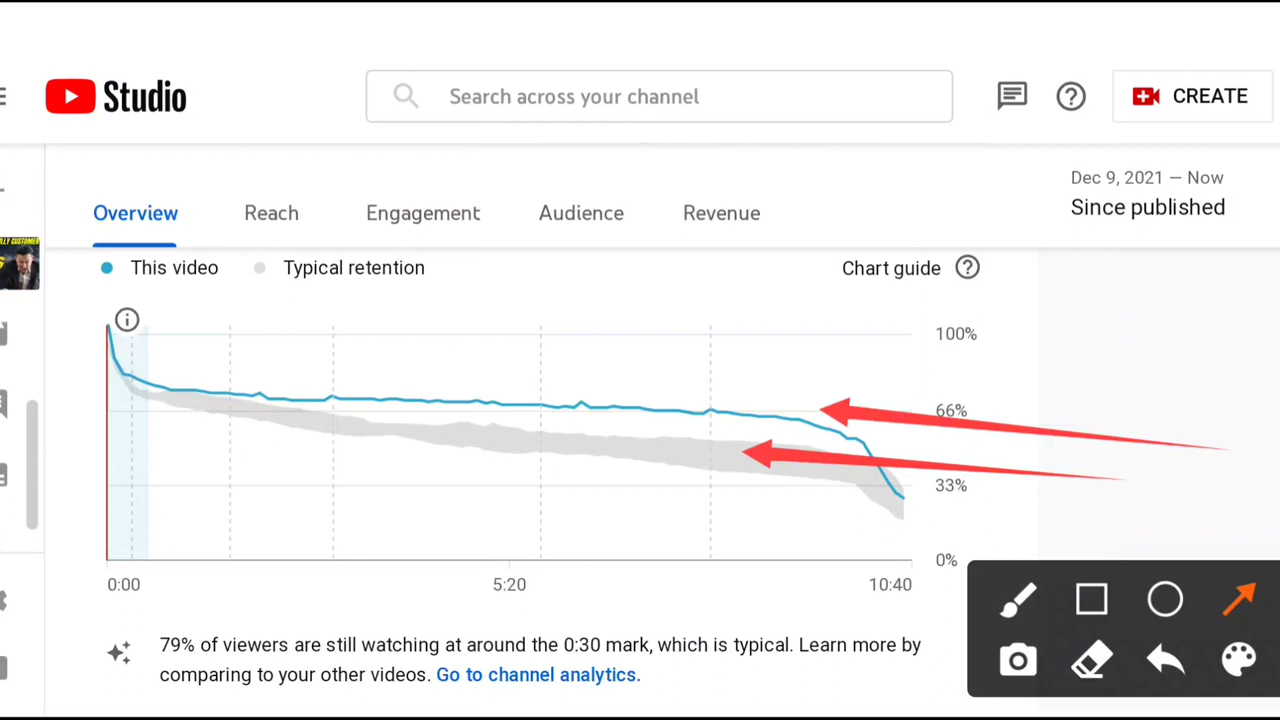 Studio
Search across your channel
CREATE
Dec 9, 2021 — Now
Since published
Overview
Reach
Engagement
Audience
Revenue
LLY CUSTOMER
This video
Typical retention
Chart guide
100%
66%
33%
0%
0:00
5:20
10:40
79% of viewers are still watching at around the 0:30 mark, which is typical. Learn more by
comparing to your other videos. Go to channel analytics.